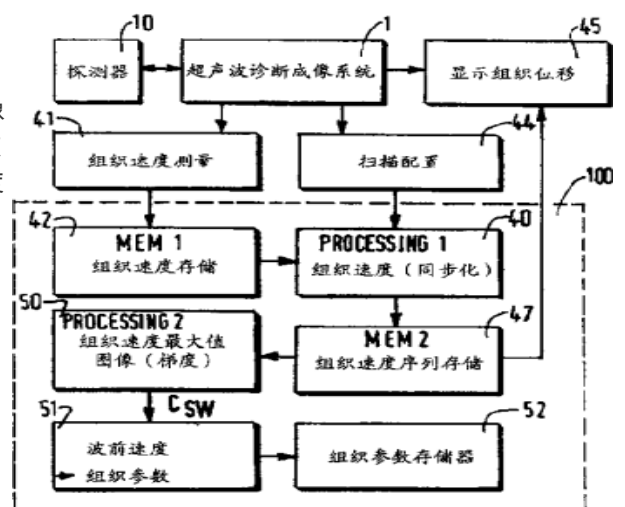 10
1
45
探测器
超声波诊断成像系统
显示组织位移
41
44
组织速度测量
扫描配置
100
42
40
MEM 1
组织速度存储
PROCESSING 1
组织速度(同步化)
50
47
PROCESSING 2
组织速度最大值
图像(梯度)
MEM 2
组织速度序列存储
CSW
51
52
波前速度
组织参数
组织参数存储器